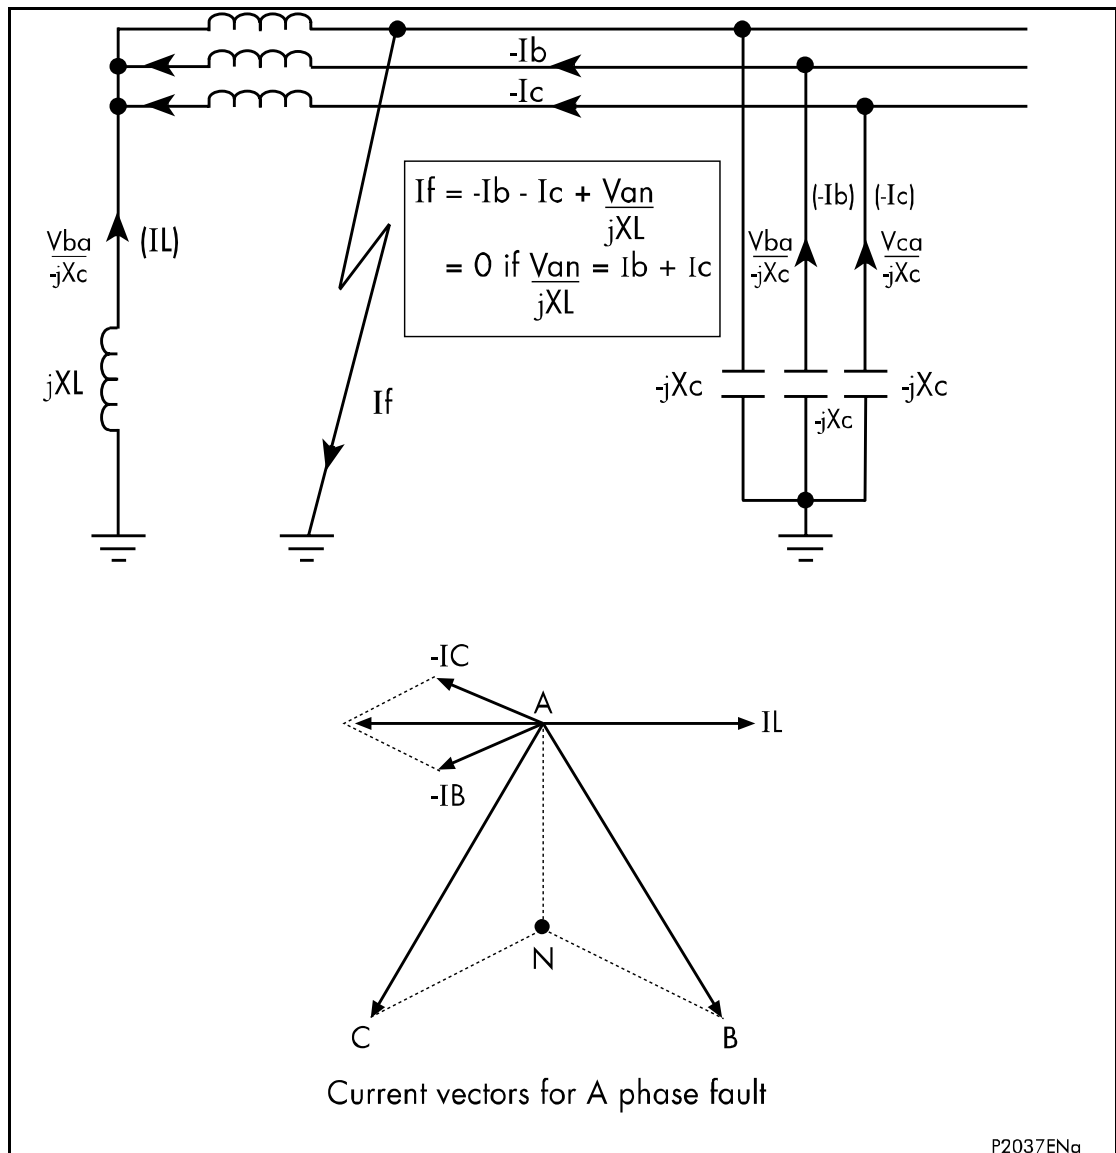 -Ib
-Ic
If = -Ib - Ic + Van
jXL
= 0 if Van = Ib + Ic
jXL
(-Ib) (-Ic)
Vba
-jXc
(IL)
Vba
-jXc
Vca
-jXc
jXL
If
-jXc
-jXc
-jXc
-IC
A
IL
-IB
N
C
B
Current vectors for A phase fault
P2037ENa